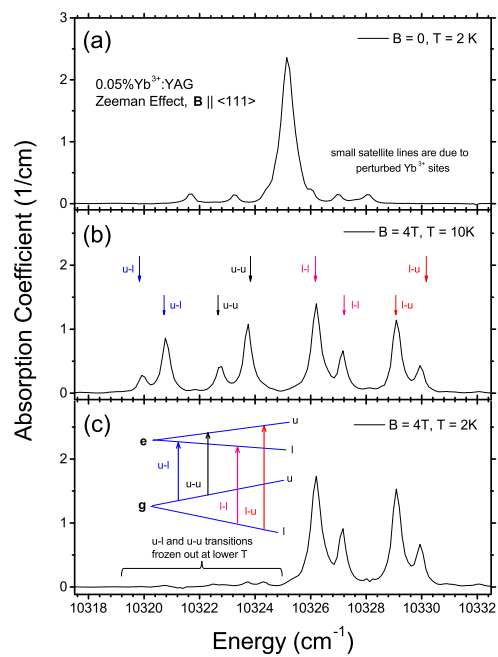 (a)
B = 0, T = 2 K
0.05%Yb³⁺:YAG
Zeeman Effect, B || <111>
small satellite lines are due to
perturbed Yb³⁺ sites
3
2
1
0
(b)
B = 4T, T = 10K
u-l
u-u
l-l
l-u
u-l
u-u
l-l
l-u
2
1
0
(c)
B = 4T, T = 2K
e
u
l
u-l
u-u
u
g
l-l
l-u
l
u-l and u-u transitions
frozen out at lower T
2
1
0
10318 10320 10322 10324 10326 10328 10330 10332
Energy (cm⁻¹)
Absorption Coefficient (1/cm)